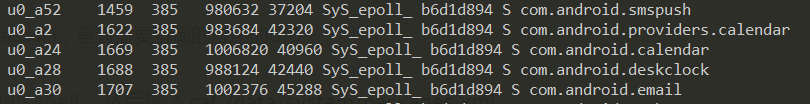 u0_a52 1459 385 980632 37204 SyS_epoll_ b6d1d894 S com.android.smspush
u0_a2 1622 385 983684 42320 SyS_epoll_ b6d1d894 S com.android.providers.calendar
u0_a24 1669 385 1006820 40960 SyS_epoll_ b6d1d894 S com.android.calendar
u0_a28 1688 385 988124 42440 SyS_epoll_ b6d1d894 S com.android.deskclock
u0_a30 1707 385 1002376 45288 SyS_epoll_ b6d1d894 S com.android.email